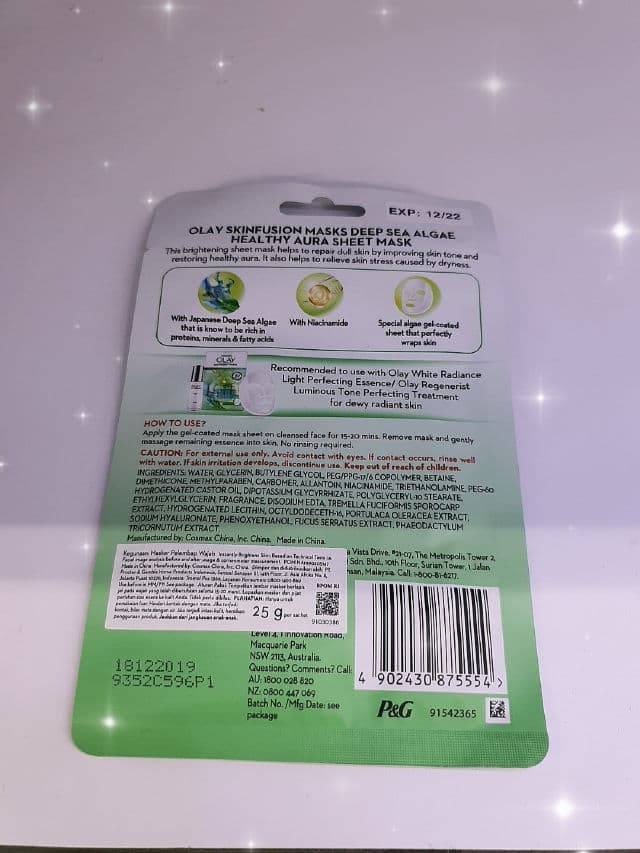 EXP: 12/22
OLAY SKINFUSION MASKS DEEP SEA ALGAE
HEALTHY AURA SHEET MASK
This brightening sheet mask helps to repair dull skin by improving skin tone and
restoring healthy aura. It also helps to relieve skin stress caused by dryness.
With Japanese Deep Sea Algae
that is know to be rich in
proteins, minerals & fatty acids
With Niacinamide
Special algae gel-coated
sheet that perfectly
wraps skin
OLAY
Recommended to use with Olay White Radiance
Light Perfecting Essence/ Olay Regenerist
Luminous Tone Perfecting Treatment
for dewy radiant skin
HOW TO USE?
Apply the gel-coated mask sheet on cleansed face for 15-20 mins. Remove mask and gently
massage remaining essence into skin. No rinsing required.
CAUTION: For external use only. Avoid contact with eyes. If contact occurs, rinse well
with water. If skin irritation develops, discontinue use. Keep out of reach of children.
INGREDIENTS: WATER, GLYCERIN, BUTYLENE GLYCOL, PEG/PPG-17/6 COPOLYMER, BETAINE,
DIMETHICONE, METHYLPARABEN, CARBOMER, ALLANTOIN, NIACINAMIDE, TRIETHANOLAMINE, PEG-60
HYDROGENATED CASTOR OIL, DIPOTASSIUM GLYCYRRHIZATE, POLYGLYCERYL-10 STEARATE,
ETHYLHEXYLGLYCERIN, FRAGRANCE, DISODIUM EDTA, TREMELLA FUCIFORMIS SPOROCARP
EXTRACT, HYDROGENATED LECITHIN, OCTYLDODECETH-16, PORTULACA OLERACEA EXTRACT,
SODIUM HYALURONATE, PHENOXYETHANOL, FUCUS SERRATUS EXTRACT, PHAEODACTYLUM
TRICORNUTUM EXTRACT.
Manufactured by: Cosmax China, Inc. China. Made in China.
Kegunaan: Masker Pelembap Wajah.
Vista Drive, #21-07, The Metropolis Tower 2,
Sdn. Bhd., 10th Floor, Surian Tower, 1 Jalan
Malaysia. Call: 1-800-81-6217.
BPOM RI
25 g per sachet
91030386
Level 4, 1 Innovation Road,
Macquarie Park
NSW 2113, Australia.
Questions? Comments? Call:
AU: 1800 028 820
NZ: 0800 447 069
Batch No. /Mfg Date: see
package
18122019
9352C596P1
4 902430 875554 >
P&G
91542365